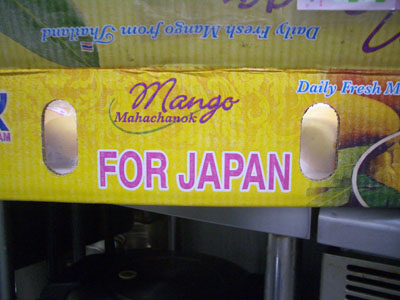 Daily Fresh Mango from Thailand
Mango
Mahachanok
Daily Fresh M
FOR JAPAN